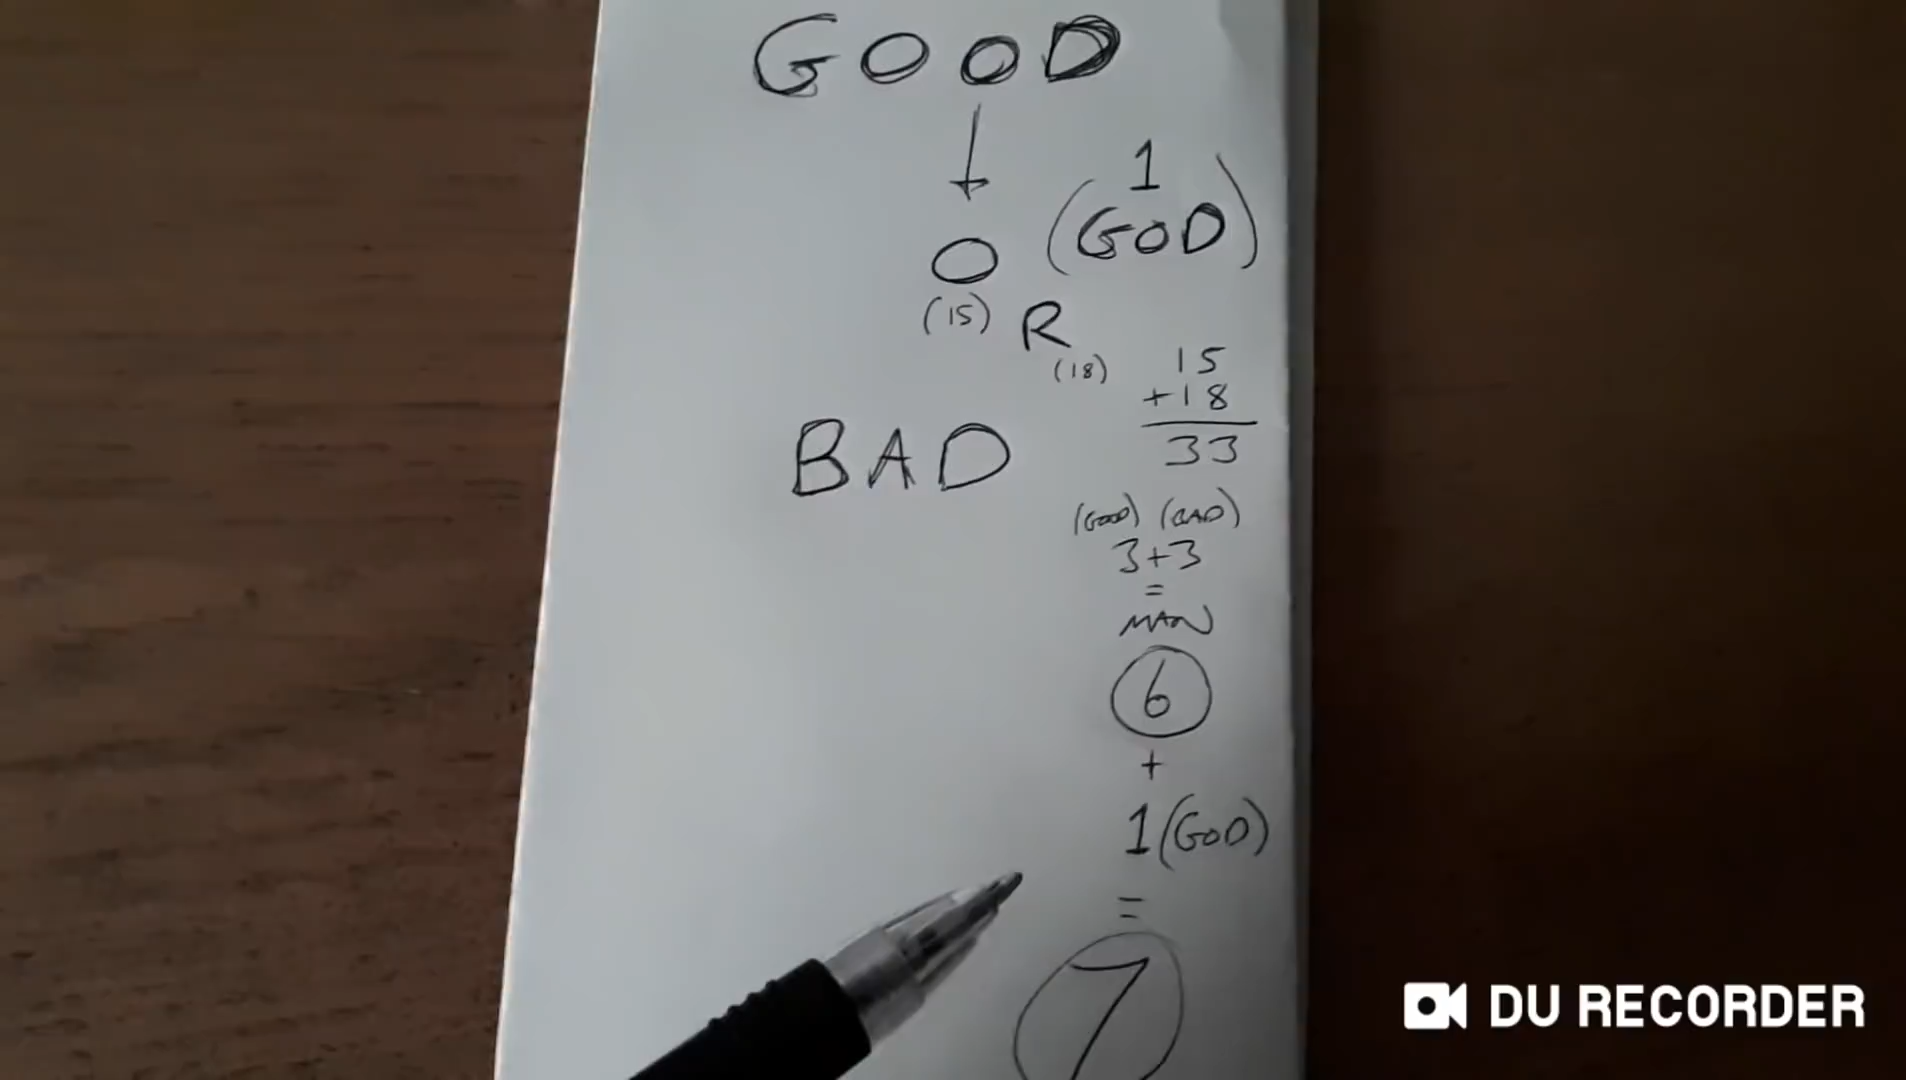 GOOD
1
(GOD)
O
(15)
R
(18)
15
+18
33
BAD
(GOOD) (BAD)
3+3
=
MAN
6
+
1(GOD)
=
7
DU RECORDER